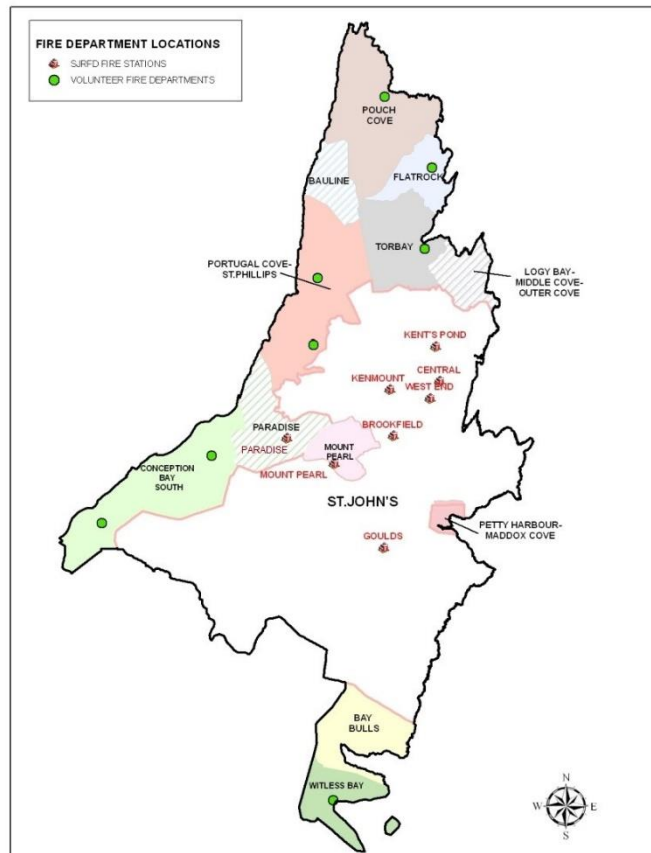 FIRE DEPARTMENT LOCATIONS
SJRFD FIRE STATIONS
VOLUNTEER FIRE DEPARTMENTS
POUCH
COVE
FLATROCK
BAULINE
TORBAY
PORTUGAL COVE-
ST.PHILLIPS
LOGY BAY-
MIDDLE COVE-
OUTER COVE
KENT'S POND
CENTRAL
KENMOUNT
WEST END
PARADISE
BROOKFIELD
PARADISE
MOUNT
PEARL
MOUNT PEARL
CONCEPTION
BAY
SOUTH
ST.JOHN'S
PETTY HARBOUR-
MADDOX COVE
GOULDS
BAY
BULLS
WITLESS BAY
N
W
E
S